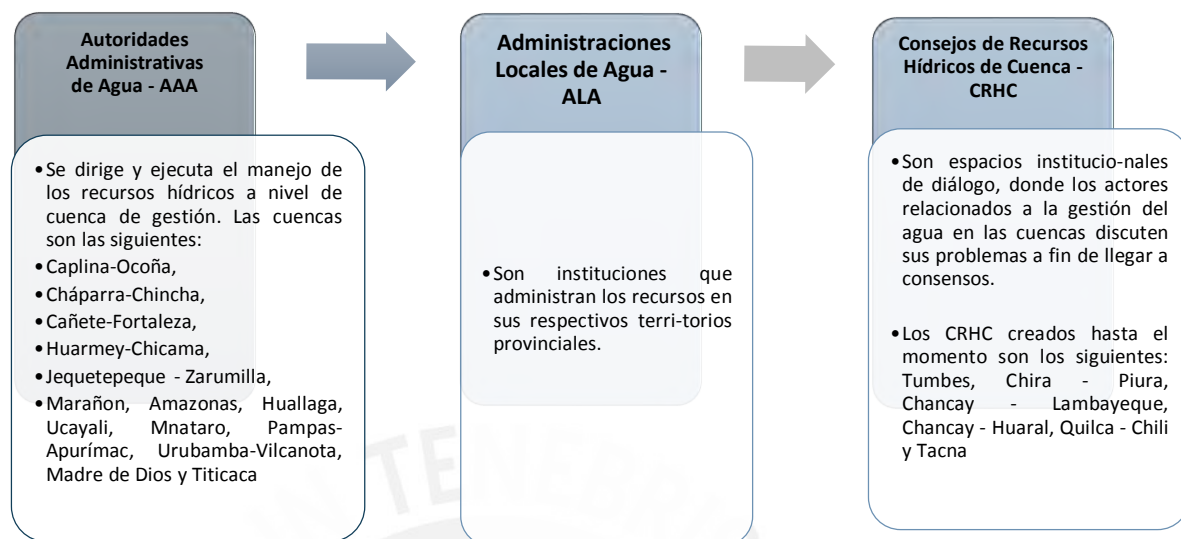 Autoridades
Administrativas
de Agua - AAA
•Se dirige y ejecuta el manejo de
los recursos hídricos a nivel de
cuenca de gestión. Las cuencas
son las siguientes:
•Caplina-Ocoña,
•Cháparra-Chincha,
•Cañete-Fortaleza,
•Huarmey-Chicama,
•Jequetepeque - Zarumilla,
•Marañon, Amazonas, Huallaga,
Ucayali, Mnataro, Pampas-
Apurímac, Urubamba-Vilcanota,
Madre de Dios y Titicaca
Administraciones
Locales de Agua -
ALA
•Son instituciones que
administran los recursos en
sus respectivos terri-torios
provinciales.
Consejos de Recursos
Hídricos de Cuenca -
CRHC
•Son espacios institucio-nales
de diálogo, donde los actores
relacionados a la gestión del
agua en las cuencas discuten
sus problemas a fin de llegar a
consensos.
•Los CRHC creados hasta el
momento son los siguientes:
Tumbes, Chira - Piura,
Chancay - Lambayeque,
Chancay - Huaral, Quilca - Chili
y Tacna